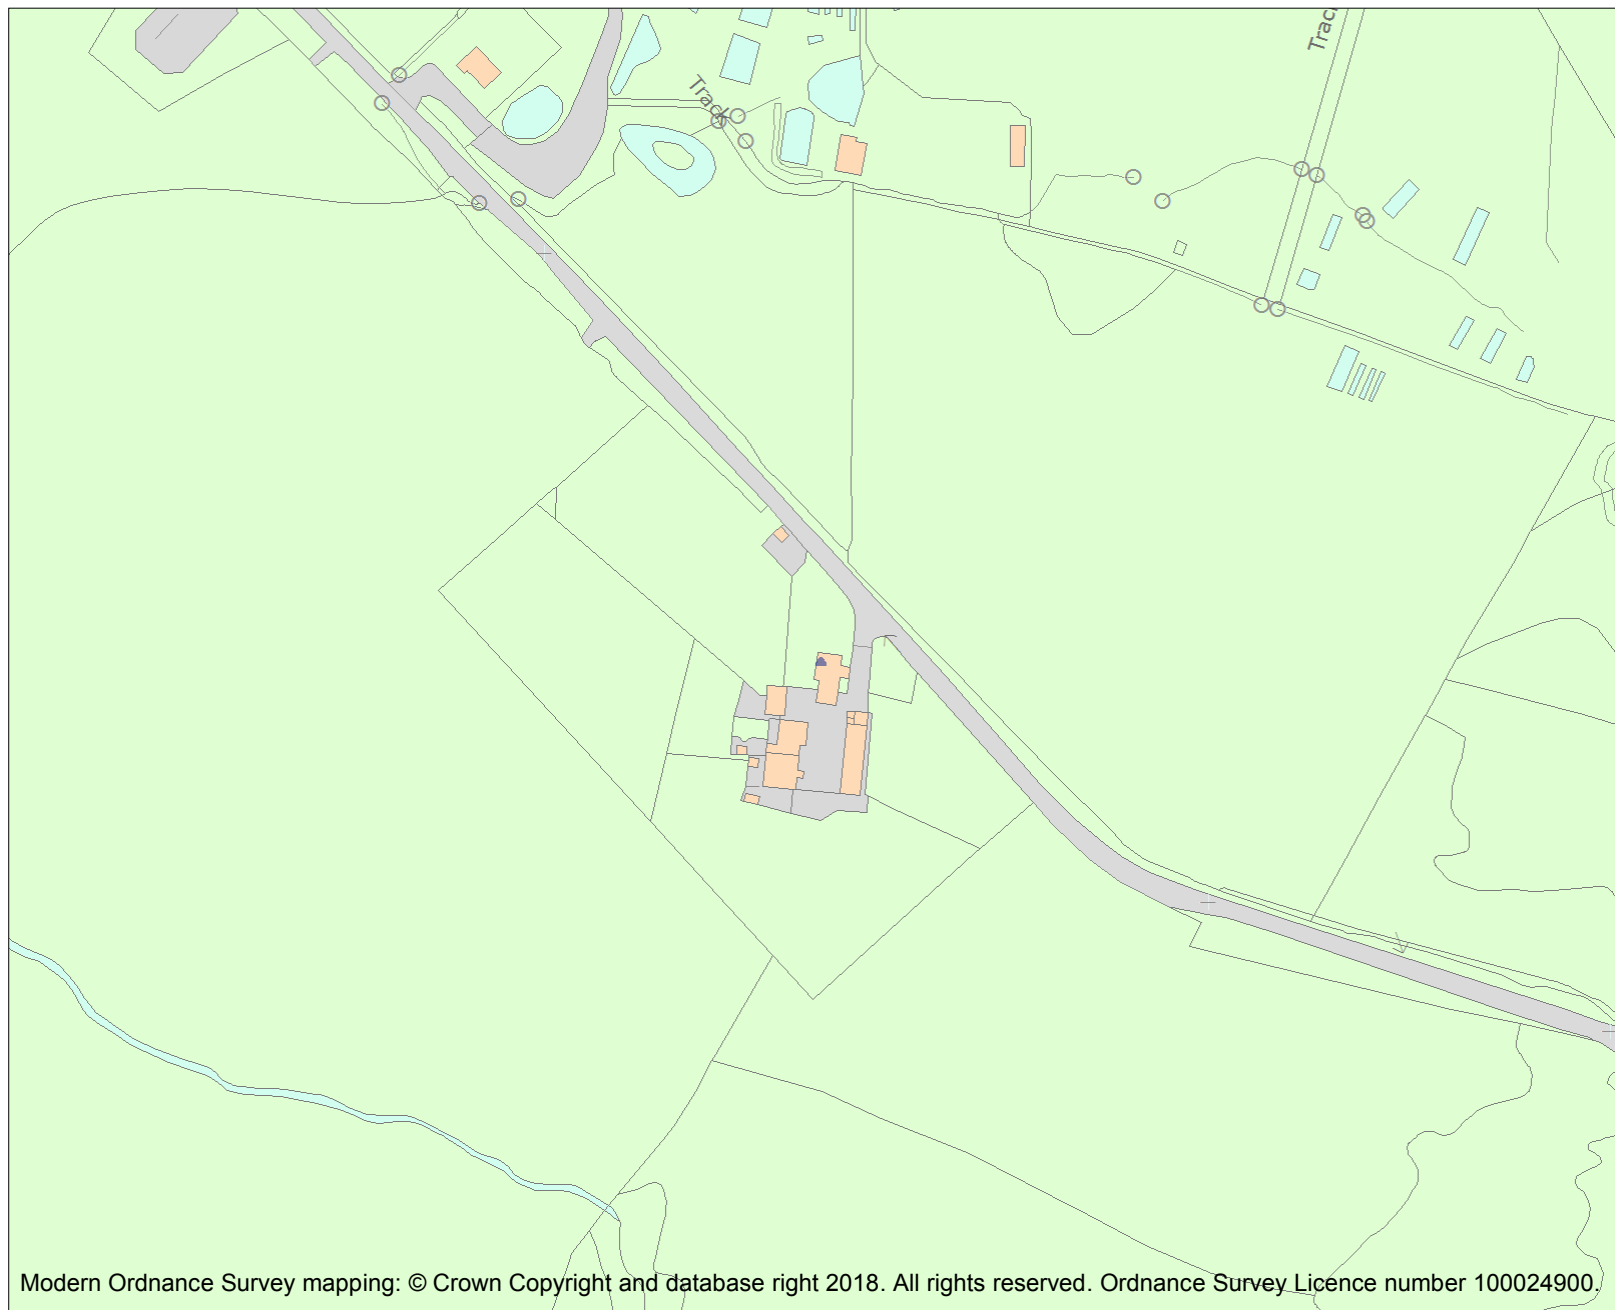 Track
Trac
Modern Ordnance Survey mapping: © Crown Copyright and database right 2018. All rights reserved. Ordnance Survey Licence number 100024900.